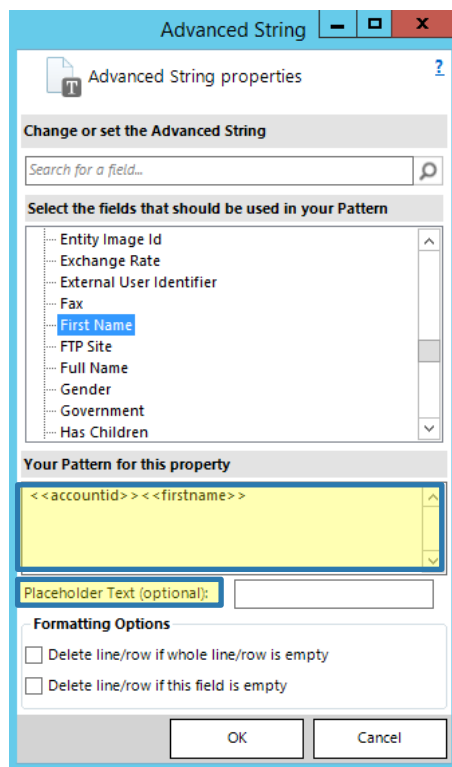 Advanced String
x
T
Advanced String properties
?
Change or set the Advanced String
Search for a field...
Select the fields that should be used in your Pattern
Entity Image Id
Exchange Rate
External User Identifier
Fax
First Name
FTP Site
Full Name
Gender
Government
Has Children
Your Pattern for this property
<<accountid>><<firstname>>
Placeholder Text (optional):
Formatting Options
Delete line/row if whole line/row is empty
Delete line/row if this field is empty
OK
Cancel